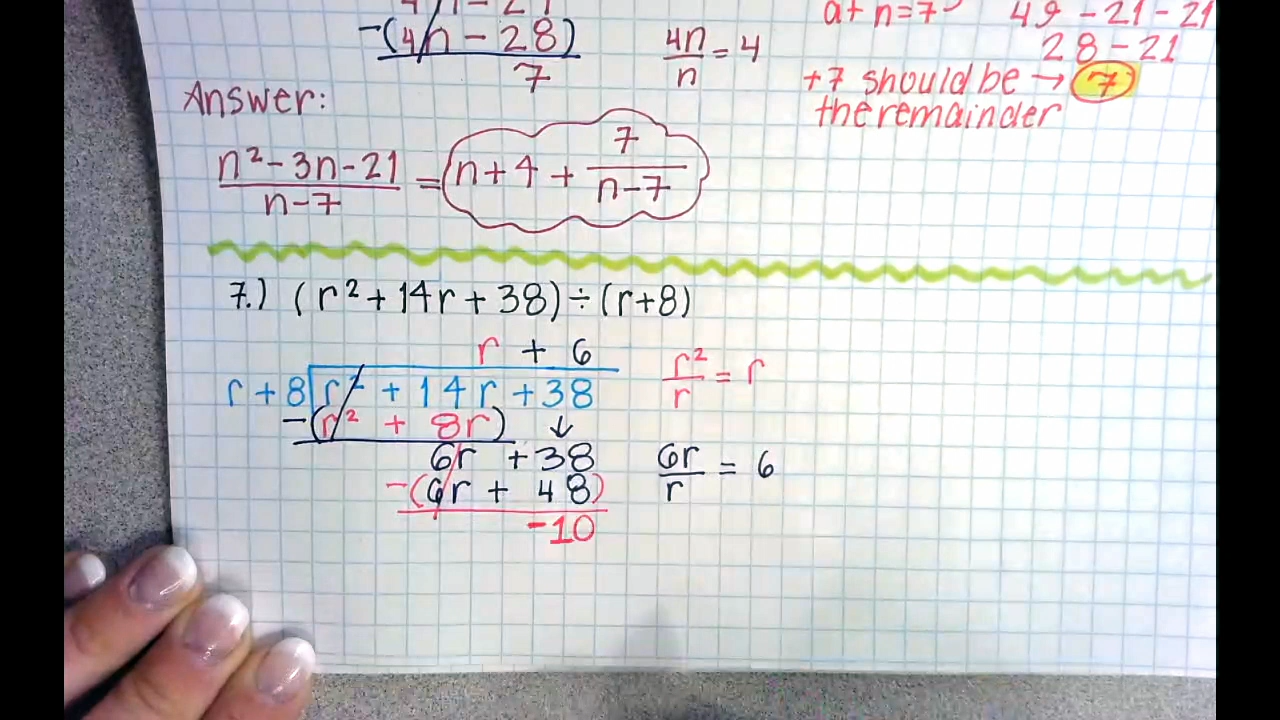 -(4n - 28)
7
4n/n = 4
a+ n = 7
49 - 21 - 21
28 - 21
+7 should be → 7
the remainder
Answer:
n² - 3n - 21 / n - 7 = n + 4 + 7 / n - 7
7.) (r² + 14r + 38) ÷ (r + 8)
r + 6
r²/r = r
r + 8 r² + 14r + 38
-(r² + 8r) ↓
6r + 38
6r/r = 6
-(6r + 48)
-10